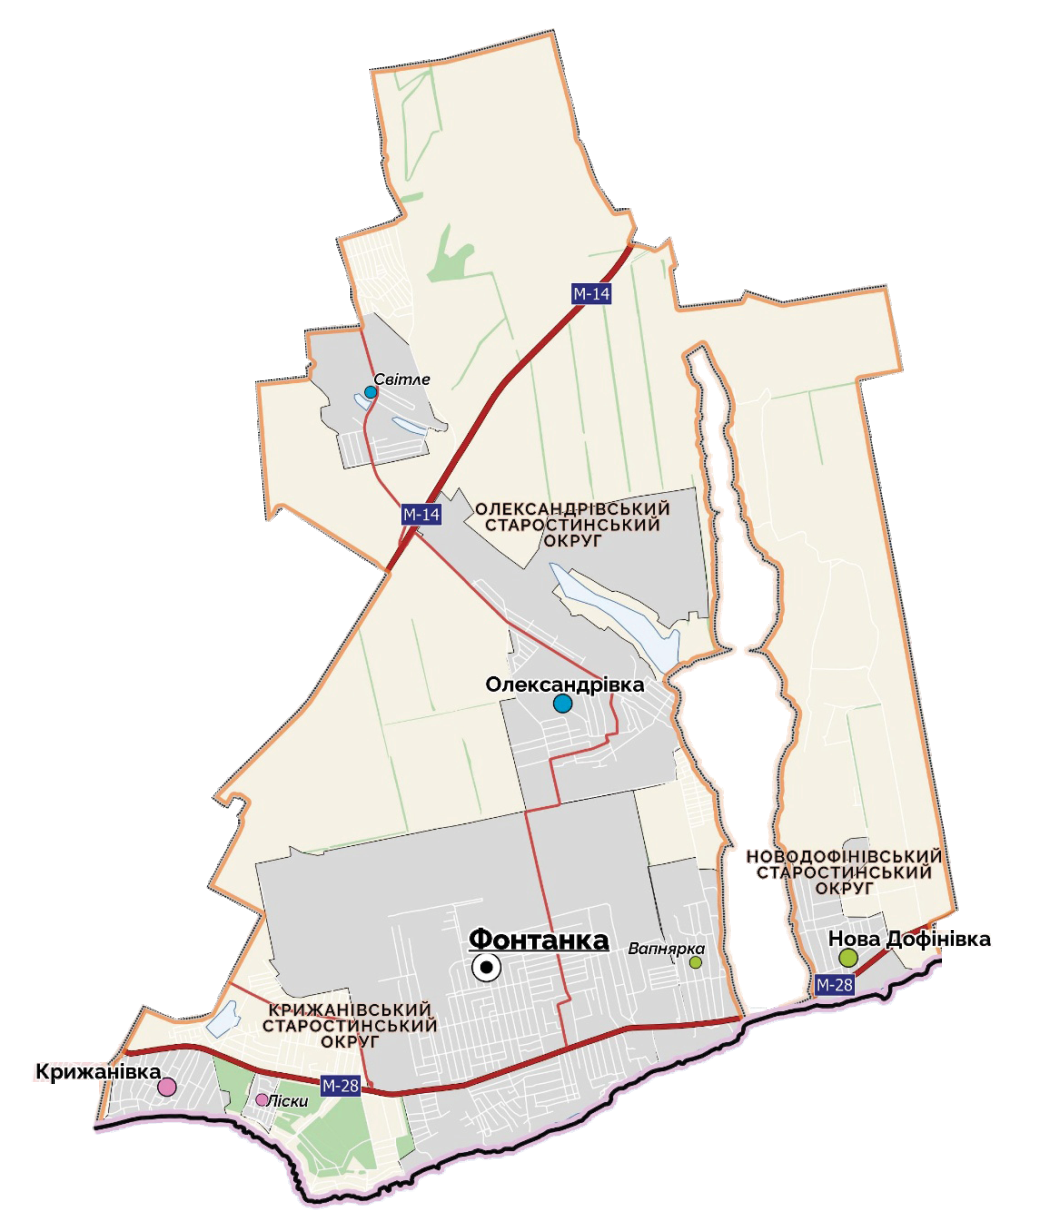 М-14
Світле
М-14
ОЛЕКСАНДРІВСЬКИЙ
СТАРОСТИНСЬКИЙ
ОКРУГ
Олександрівка
НОВОДОФІНІВСЬКИЙ
СТАРОСТИНСЬКИЙ
ОКРУГ
Фонтанка
Вапнярка
Нова Дофінівка
М-28
КРИЖАНІВСЬКИЙ
СТАРОСТИНСЬКИЙ
ОКРУГ
Крижанівка
М-28
Ліски